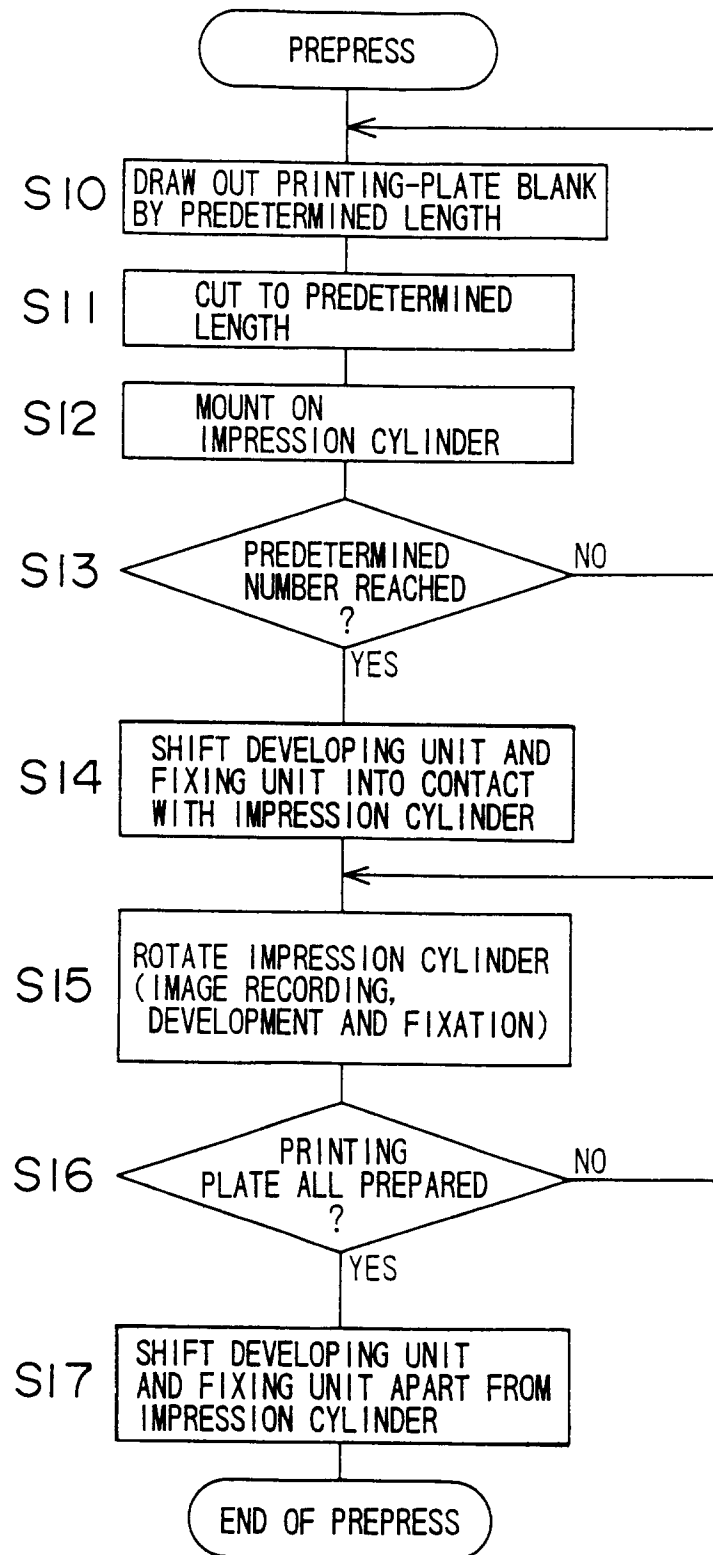 PREPRESS
S10
DRAW OUT PRINTING-PLATE BLANK
BY PREDETERMINED LENGTH
S11
CUT TO PREDETERMINED
LENGTH
S12
MOUNT ON
IMPRESSION CYLINDER
S13
PREDETERMINED
NUMBER REACHED
?
NO
YES
S14
SHIFT DEVELOPING UNIT AND
FIXING UNIT INTO CONTACT
WITH IMPRESSION CYLINDER
S15
ROTATE IMPRESSION CYLINDER
(IMAGE RECORDING,
DEVELOPMENT AND FIXATION)
S16
PRINTING
PLATE ALL PREPARED
?
NO
YES
S17
SHIFT DEVELOPING UNIT
AND FIXING UNIT APART FROM
IMPRESSION CYLINDER
END OF PREPRESS